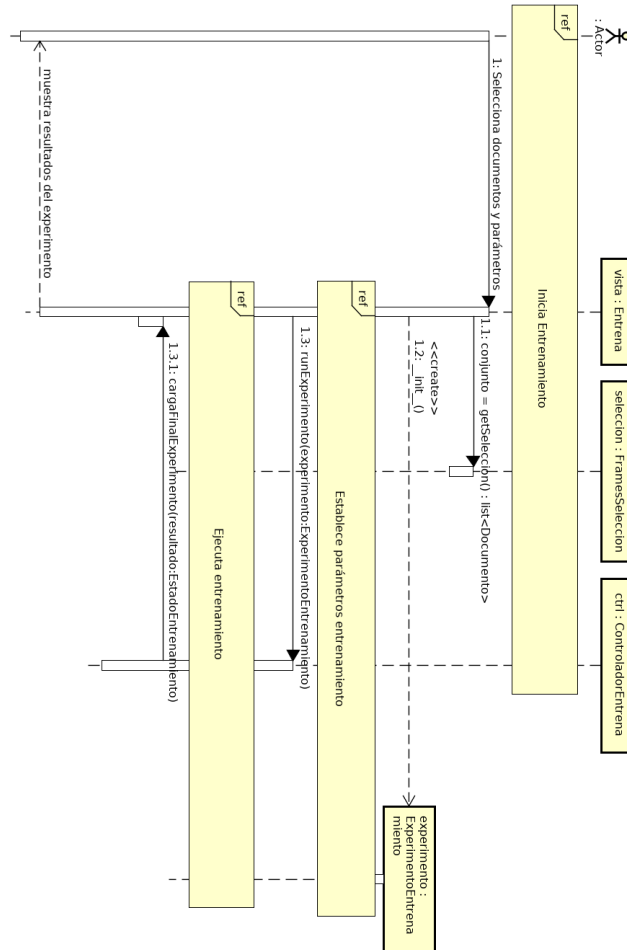 : Actor
vista : Entrena
seleccion : FramesSeleccion
ctrl : ControladorEntrena
ref
Inicia Entrenamiento
1: Selecciona documentos y parámetros
1.1: conjunto = getSeleccion() : list<Documento>
<<create>>
1.2: __init__()
experimento :
ExperimentoEntrena
miento
ref
Establece parámetros entrenamiento
1.3: runExperimento(experimento:ExperimentoEntrenamiento)
ref
Ejecuta entrenamiento
1.3.1: cargaFinalExperimento(resultado:EstadoEntrenamiento)
muestra resultados del experimento